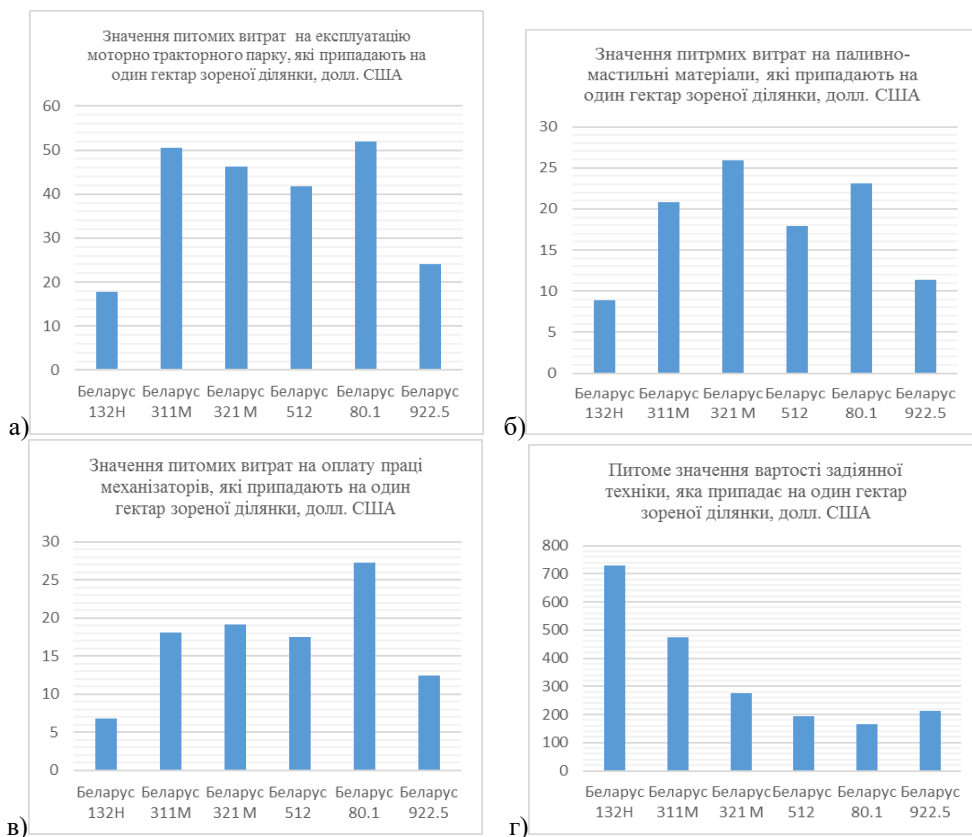 Значення питомих витрат на експлуатацію
моторно тракторного парку, які припадають на
один гектар зореної ділянки, долл. США
60
50
40
30
20
10
0
Беларус Беларус Беларус Беларус Беларус Беларус
132Н 311М 321 М 512 80.1 922.5
а)
Значення питрмих витрат на паливно-
мастильні матеріали, які припадають на
один гектар зореної ділянки, долл. США
30
25
20
15
10
5
0
Беларус Беларус Беларус Беларус Беларус Беларус
132Н 311М 321 М 512 80.1 922.5
б)
Значення питомих витрат на оплату праці
механізаторів, які припадають на один
гектар зореної ділянки, долл. США
30
25
20
15
10
5
0
Беларус Беларус Беларус Беларус Беларус Беларус
132Н 311М 321 М 512 80.1 922.5
в)
Питоме значення вартості задіянної
техніки, яка припадає на один гектар
зореної ділянки, долл. США
800
700
600
500
400
300
200
100
0
Беларус Беларус Беларус Беларус Беларус Беларус
132Н 311М 321 М 512 80.1 922.5
г)